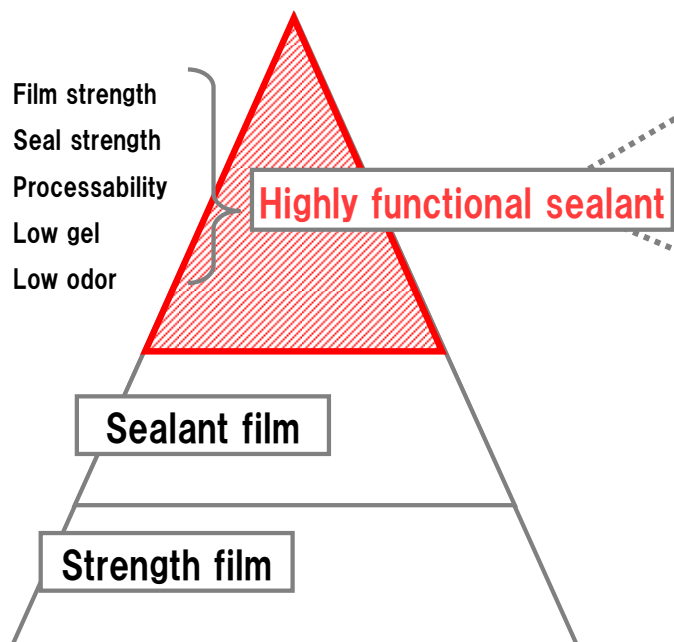 Film strength
Seal strength
Processability
Low gel
Low odor
Highly functional sealant
Sealant film
Strength film